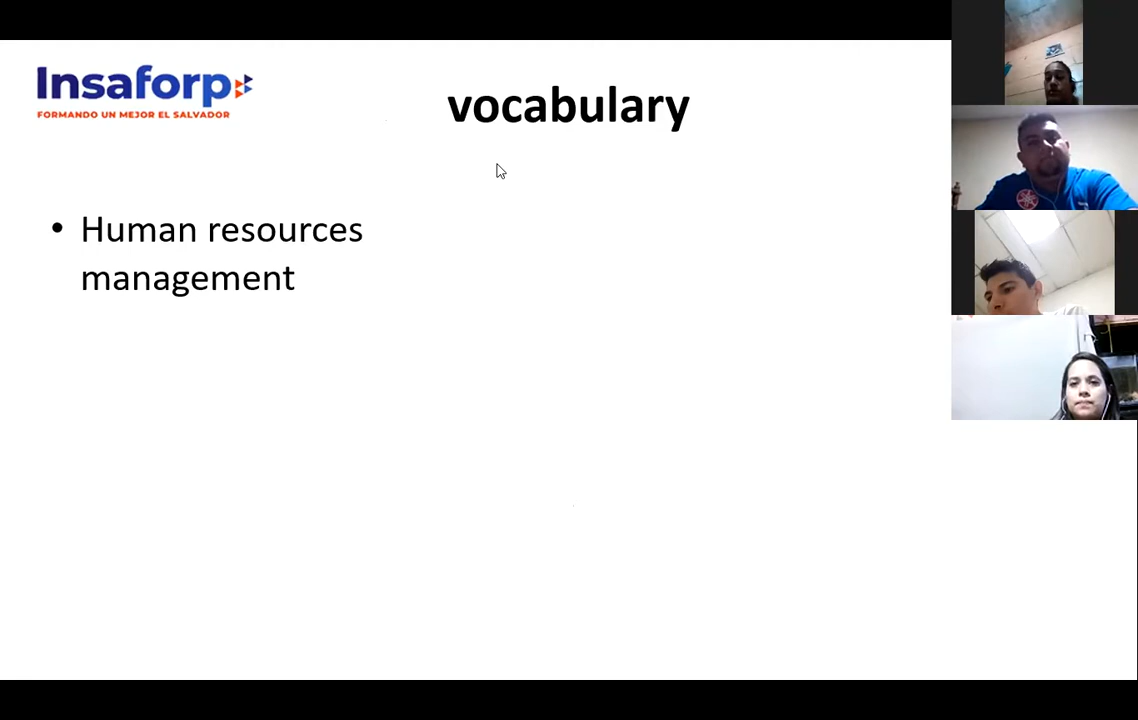 Insaforp
FORMANDO UN MEJOR EL SALVADOR
vocabulary
• Human resources
management